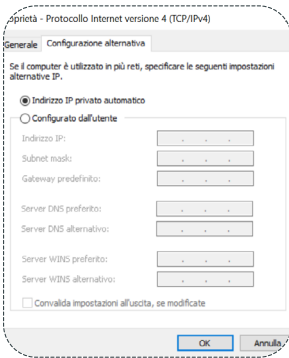 oprietà - Protocollo Internet versione 4 (TCP/IPv4)
Generale Configurazione alternativa
Se il computer è utilizzato in più reti, specificare le seguenti impostazioni
alternative IP.
Indirizzo IP privato automatico
Configurato dall'utente
Indirizzo IP:
Subnet mask:
Gateway predefinito:
Server DNS preferito:
Server DNS alternativo:
Server WINS preferito:
Server WINS alternativo:
Convalida impostazioni all'uscita, se modificate
OK Annulla